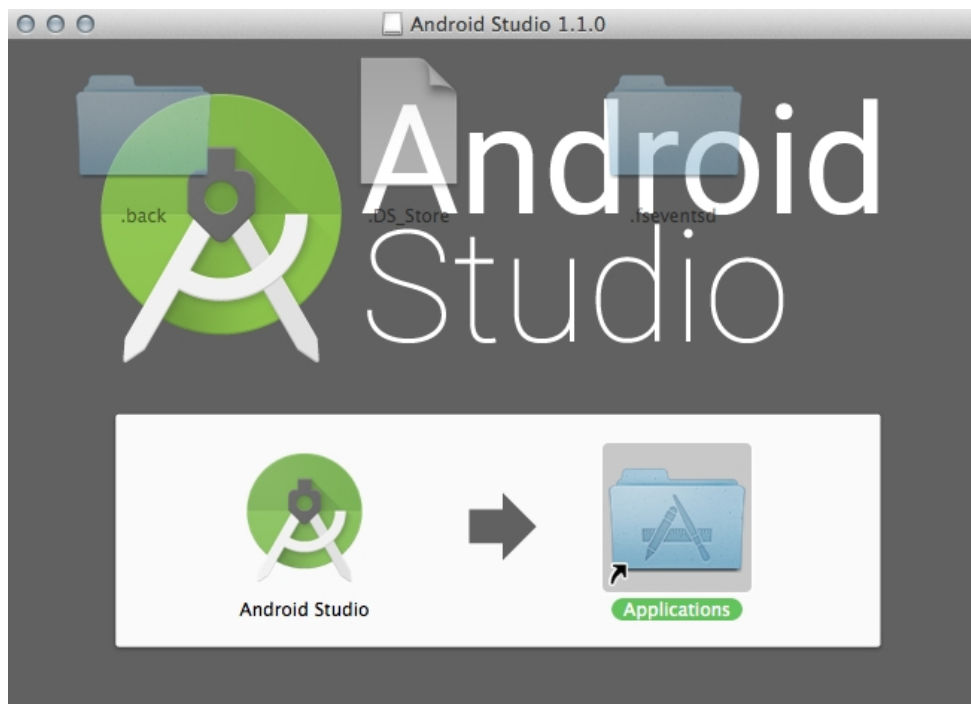 Android Studio 1.1.0
Android
.back
.DS_Store
.fseventsd
Studio
Android Studio
Applications